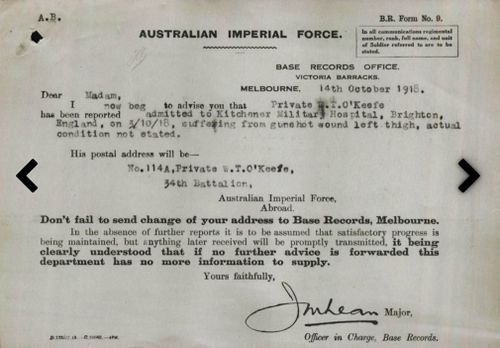 A.B.
B.R. Form No. 9.
AUSTRALIAN IMPERIAL FORCE.
In all communications regimental
number, rank, full name, and unit
of Soldier referred to are to be
stated.
BASE RECORDS OFFICE,
VICTORIA BARRACKS,
MELBOURNE, 14th October 1918.
Dear Madam,
I now beg to advise you that Private W.T.O'Keefe
has been reported admitted to Kitchener Military Hospital, Brighton,
England, on 3/10/18, suffering from gunshot wound left thigh, actual
condition not stated.
His postal address will be—
No.114A, Private W.T.O'Keefe,
34th Battalion,
Australian Imperial Force,
Abroad.
Don't fail to send change of your address to Base Records, Melbourne.
In the absence of further reports it is to be assumed that satisfactory progress is
being maintained, but anything later received will be promptly transmitted, it being
clearly understood that if no further advice is forwarded this
department has no more information to supply.
Yours faithfully,
Major,
Officer in Charge, Base Records.